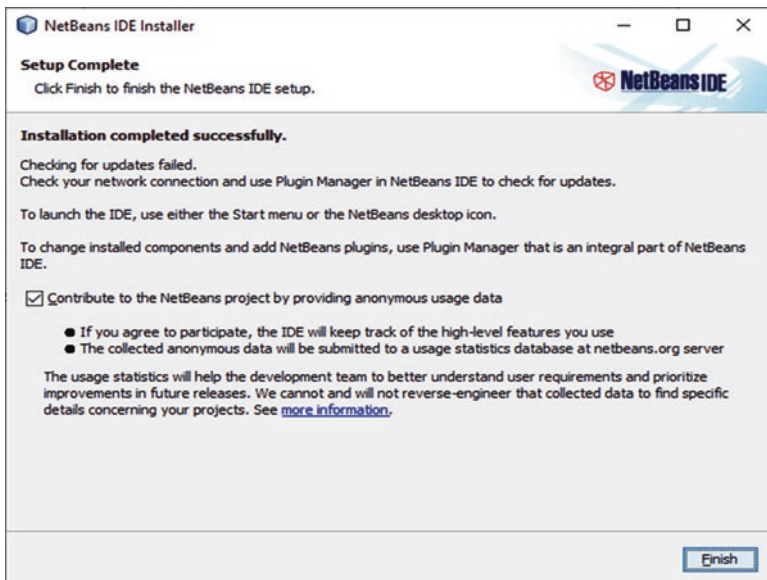 NetBeans IDE Installer
Setup Complete
Click Finish to finish the NetBeans IDE setup.
NetBeans IDE
Installation completed successfully.
Checking for updates failed.
Check your network connection and use Plugin Manager in NetBeans IDE to check for updates.
To launch the IDE, use either the Start menu or the NetBeans desktop icon.
To change installed components and add NetBeans plugins, use Plugin Manager that is an integral part of NetBeans
IDE.
Contribute to the NetBeans project by providing anonymous usage data
● If you agree to participate, the IDE will keep track of the high-level features you use
● The collected anonymous data will be submitted to a usage statistics database at netbeans.org server
The usage statistics will help the development team to better understand user requirements and prioritize
improvements in future releases. We cannot and will not reverse-engineer that collected data to find specific
details concerning your projects. See more information.
Finish